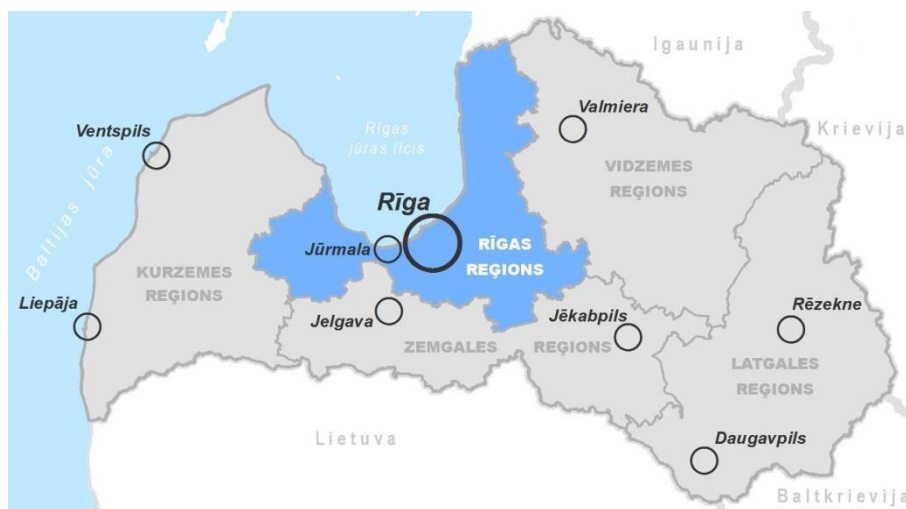 Igaunija
Valmiera
Ventspils
Krievija
Rīgas
jūras līcis
Baltijas jūra
VIDZEMES
REĢIONS
Rīga
RĪGAS
REĢIONS
Jūrmala
KURZEMES
REĢIONS
Liepāja
Jelgava
Jēkabpils
Rēzekne
ZEMGALES REĢIONS
LATGALES
REĢIONS
Lietuva
Daugavpils
Baltkrievija